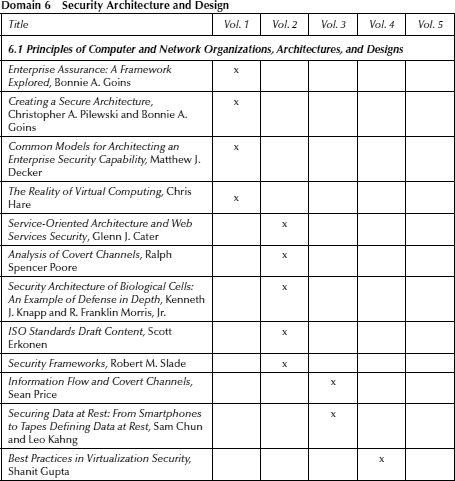 Domain 6 Security Architecture and Design
Title Vol. 1 Vol. 2 Vol. 3 Vol. 4 Vol. 5
6.1 Principles of Computer and Network Organizations, Architectures, and Designs
Enterprise Assurance: A Framework x
Explored, Bonnie A. Goins
Creating a Secure Architecture, x
Christopher A. Pilewski and Bonnie A.
Goins
Common Models for Architecting an x
Enterprise Security Capability, Matthew J.
Decker
The Reality of Virtual Computing, Chris x
Hare
Service-Oriented Architecture and Web x
Services Security, Glenn J. Cater
Analysis of Covert Channels, Ralph x
Spencer Poore
Security Architecture of Biological Cells: x
An Example of Defense in Depth, Kenneth
J. Knapp and R. Franklin Morris, Jr.
ISO Standards Draft Content, Scott x
Erkonen
Security Frameworks, Robert M. Slade x
Information Flow and Covert Channels, x
Sean Price
Securing Data at Rest: From Smartphones x
to Tapes Defining Data at Rest, Sam Chun
and Leo Kahng
Best Practices in Virtualization Security, x
Shanit Gupta